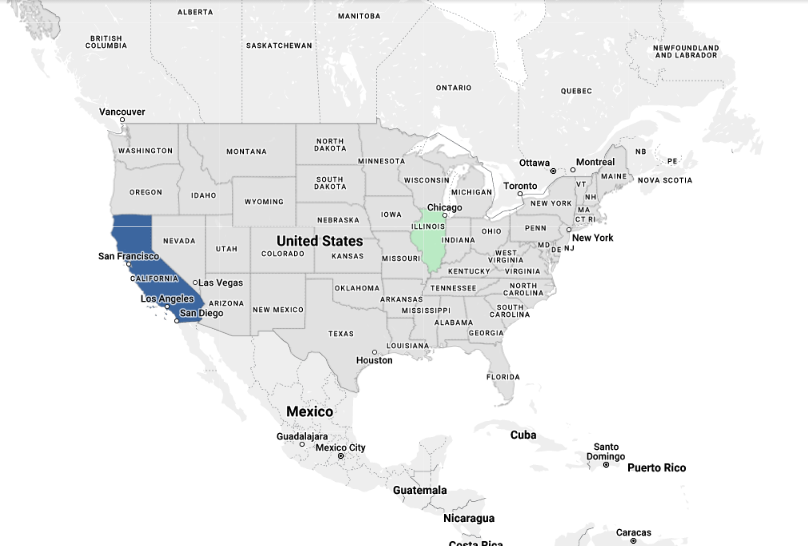 ALBERTA
MANITOBA
BRITISH
COLUMBIA
SASKATCHEWAN
NEWFOUNDLAND
AND LABRADOR
ONTARIO
QUEBEC
Vancouver
WASHINGTON
MONTANA
NORTH
DAKOTA
MINNESOTA
Ottawa
Montreal
NB
PE
MAINE
NOVA SCOTIA
OREGON
IDAHO
WYOMING
SOUTH
DAKOTA
WISCONSIN
MICHIGAN
Toronto
VT
NH
NEW YORK
MA
CT RI
NEBRASKA
IOWA
Chicago
ILLINOIS
INDIANA
OHIO
PENN
New York
NEVADA
UTAH
COLORADO
United States
KANSAS
MISSOURI
WEST
VIRGINIA
MD
DE
NJ
San Francisco
CALIFORNIA
Las Vegas
KENTUCKY
VIRGINIA
Los Angeles
San Diego
ARIZONA
NEW MEXICO
OKLAHOMA
ARKANSAS
TENNESSEE
NORTH
CAROLINA
MISSISSIPPI
ALABAMA
SOUTH
CAROLINA
GEORGIA
TEXAS
LOUISIANA
Houston
FLORIDA
Mexico
Guadalajara
Mexico City
Cuba
Santo
Domingo
Puerto Rico
Guatemala
Nicaragua
Caracas
Costa Rica